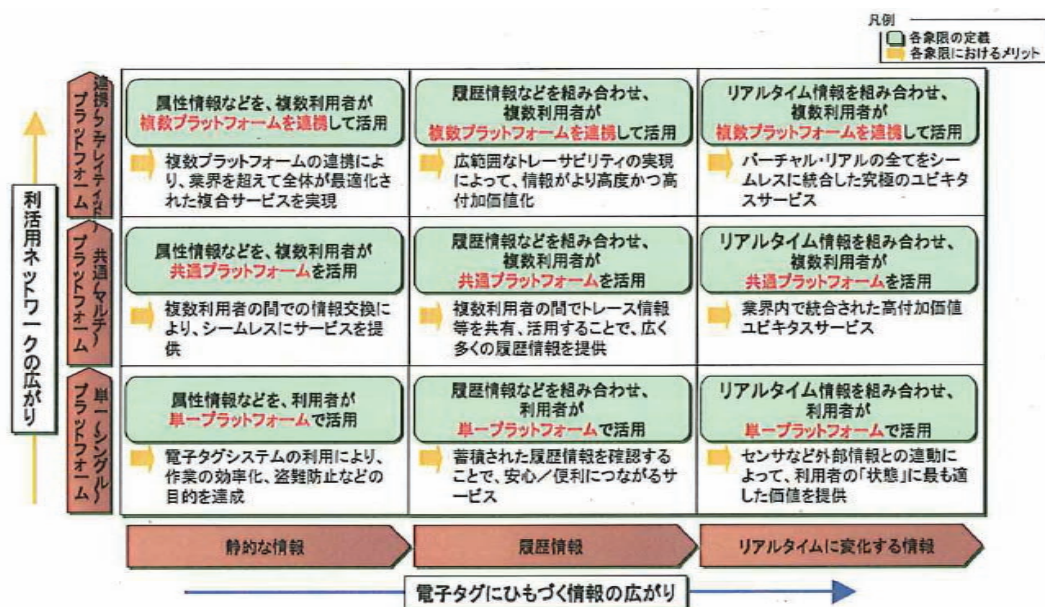 凡例
各象限の定義
各象限におけるメリット
利活用ネットワークの広がり
連携〜フェデレイティッド〜
プラットフォーム
属性情報などを、複数利用者が
複数プラットフォームを連携して活用
複数プラットフォームの連携によ
り、業界を超えて全体が最適化さ
れた複合サービスを実現
履歴情報などを組み合わせ、
複数利用者が
複数プラットフォームを連携して活用
広範囲なトレーサビリティの実現
によって、情報がより高度かつ高
付加価値化
リアルタイム情報を組み合わせ、
複数利用者が
複数プラットフォームを連携して活用
バーチャル・リアルの全てをシー
ムレスに統合した究極のユビキタ
スサービス
共通〜マルチ〜
プラットフォーム
属性情報などを、複数利用者が
共通プラットフォームを活用
複数利用者の間での情報交換に
より、シームレスにサービスを提
供
履歴情報などを組み合わせ、
複数利用者が
共通プラットフォームを活用
複数利用者の間でトレース情報
等を共有、活用することで、広く
多くの履歴情報を提供
リアルタイム情報を組み合わせ、
複数利用者が
共通プラットフォームを活用
業界内で統合された高付加価値
ユビキタスサービス
単一〜シングル〜
プラットフォーム
属性情報などを、利用者が
単一プラットフォームで活用
電子タグシステムの利用により、
作業の効率化、盗難防止などの
目的を達成
履歴情報などを組み合わせ、
利用者が
単一プラットフォームで活用
蓄積された履歴情報を確認する
ことで、安心/便利につながるサー
ビス
リアルタイム情報を組み合わせ、
利用者が
単一プラットフォームで活用
センサなど外部情報との連動に
よって、利用者の「状態」に最も適
した価値を提供
静的な情報
履歴情報
リアルタイムに変化する情報
電子タグにひもづく情報の広がり